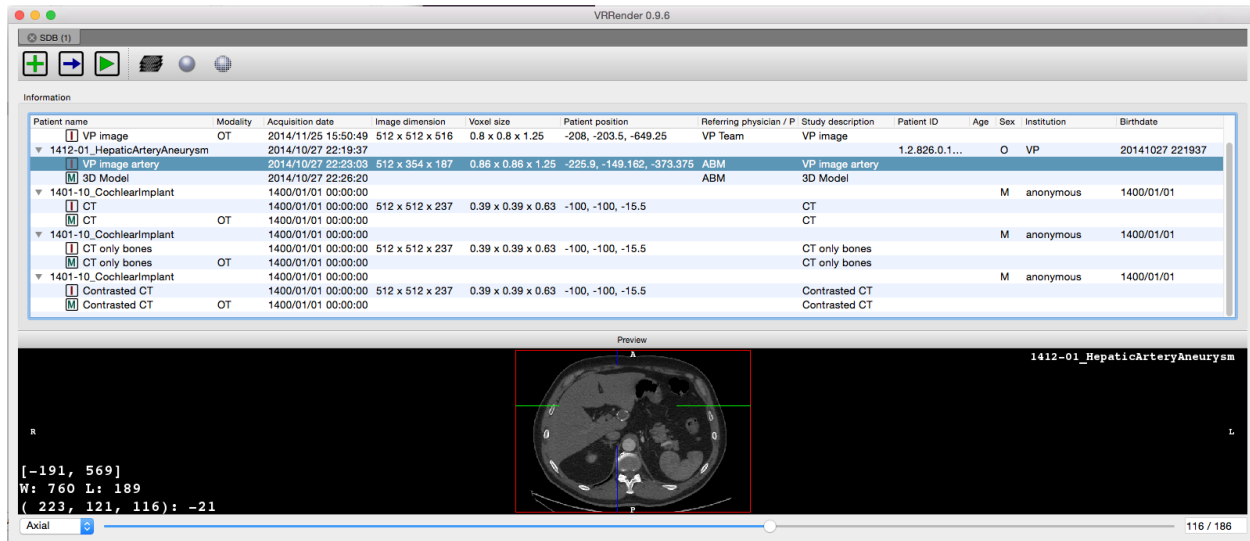 VRRender 0.9.6
SDB (1)
Information
Patient name Modality Acquisition date Image dimension Voxel size Patient position Referring physician / P Study description Patient ID Age Sex Institution Birthdate
I VP image OT 2014/11/25 15:50:49 512 x 512 x 516 0.8 x 0.8 x 1.25 -208, -203.5, -649.25 VP Team VP image
1412-01_HepaticArteryAneurysm 2014/10/27 22:19:37 1.2.826.0.1... O VP 20141027 221937
I VP image artery 2014/10/27 22:23:03 512 x 354 x 187 0.86 x 0.86 x 1.25 -225.9, -149.162, -373.375 ABM VP image artery
M 3D Model 2014/10/27 22:26:20 ABM 3D Model
1401-10_CochlearImplant 1400/01/01 00:00:00 M anonymous 1400/01/01
I CT 1400/01/01 00:00:00 512 x 512 x 237 0.39 x 0.39 x 0.63 -100, -100, -15.5 CT
M CT OT 1400/01/01 00:00:00 CT
1401-10_CochlearImplant 1400/01/01 00:00:00 M anonymous 1400/01/01
I CT only bones 1400/01/01 00:00:00 512 x 512 x 237 0.39 x 0.39 x 0.63 -100, -100, -15.5 CT only bones
M CT only bones OT 1400/01/01 00:00:00 CT only bones
1401-10_CochlearImplant 1400/01/01 00:00:00 M anonymous 1400/01/01
I Contrasted CT 1400/01/01 00:00:00 512 x 512 x 237 0.39 x 0.39 x 0.63 -100, -100, -15.5 Contrasted CT
M Contrasted CT OT 1400/01/01 00:00:00 Contrasted CT
Preview
A 1412-01_HepaticArteryAneurysm
R L
[-191, 569]
W: 760 L: 189
( 223, 121, 116): -21
P
Axial 116 / 186